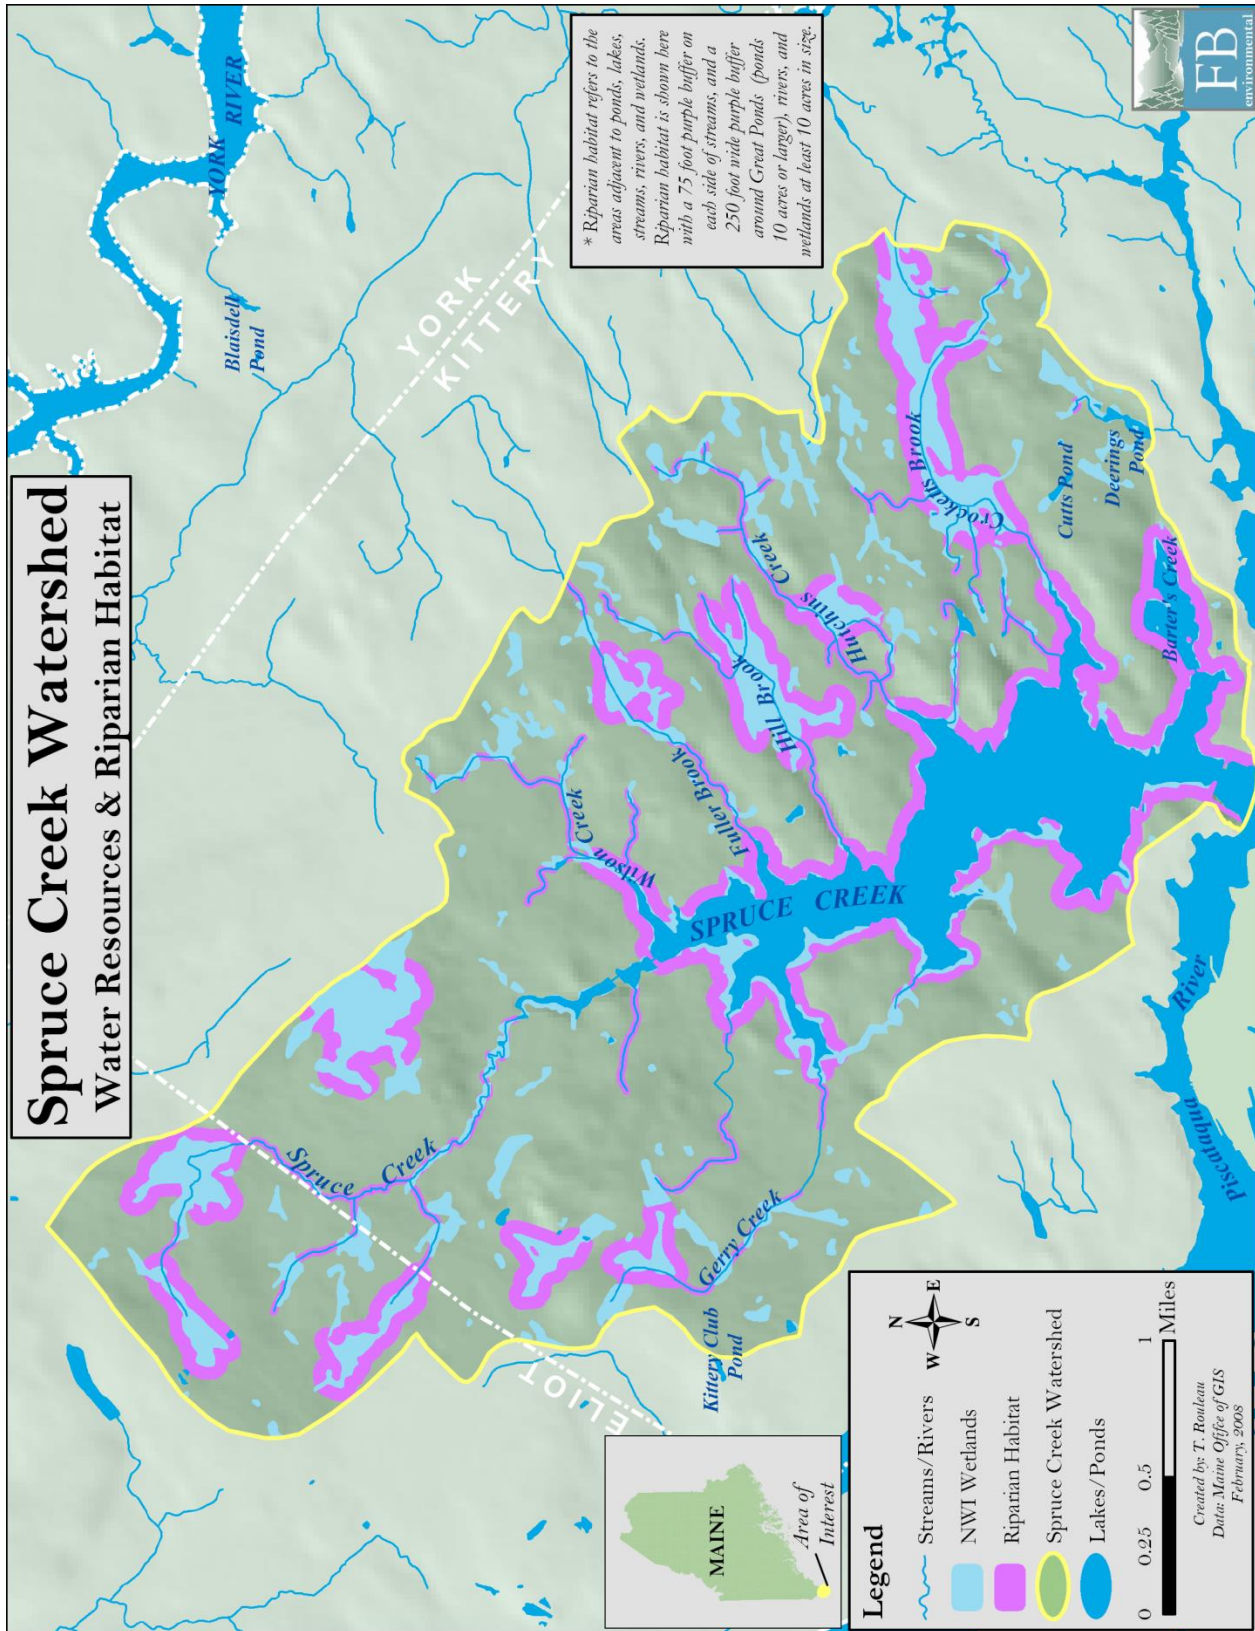 Spruce Creek Watershed
Water Resources & Riparian Habitat
YORK RIVER
YORK RIVER
Blaisdell
Pond
YORK
KITTERY
* Riparian habitat refers to the
areas adjacent to ponds, lakes,
streams, rivers, and wetlands.
Riparian habitat is shown here
with a 75 foot purple buffer on
each side of streams, and a
250 foot wide purple buffer
around Great Ponds (ponds
10 acres or larger), rivers, and
wetlands at least 10 acres in size.
Spruce
Creek
ELIOT
Wilson
Creek
Fuller Brook
Hill Brook
Hutchins
Creek
Crocketts Brook
SPRUCE CREEK
Gerry Creek
Kittery Club
Pond
Cutts Pond
Deerings
Pond
Barter's Creek
Piscataqua
River
MAINE
Area of
Interest
Legend
Streams/Rivers
NWI Wetlands
Riparian Habitat
Spruce Creek Watershed
Lakes/Ponds
N
W
E
S
0 0.25 0.5 1
Miles
Created by: T. Rouleau
Data: Maine Ofifce of GIS
February, 2008
FB
environmental